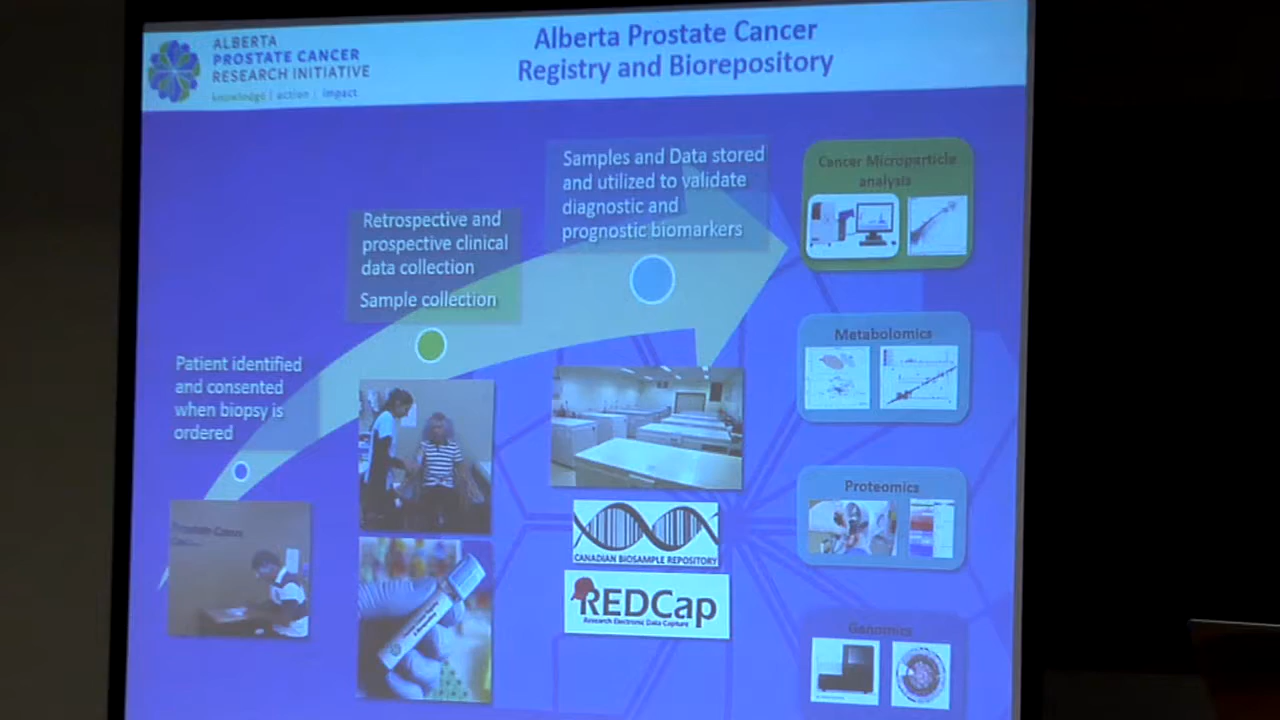 ALBERTA
PROSTATE CANCER
RESEARCH INITIATIVE
knowledge | action | impact
Alberta Prostate Cancer
Registry and Biorepository
Patient identified
and consented
when biopsy is
ordered
Retrospective and
prospective clinical
data collection
Sample collection
Samples and Data stored
and utilized to validate
diagnostic and
prognostic biomarkers
CANADIAN BIOSAMPLE REPOSITORY
REDCap
Research Electronic Data Capture
Cancer Microparticle
analysis
Metabolomics
Proteomics
Genomics